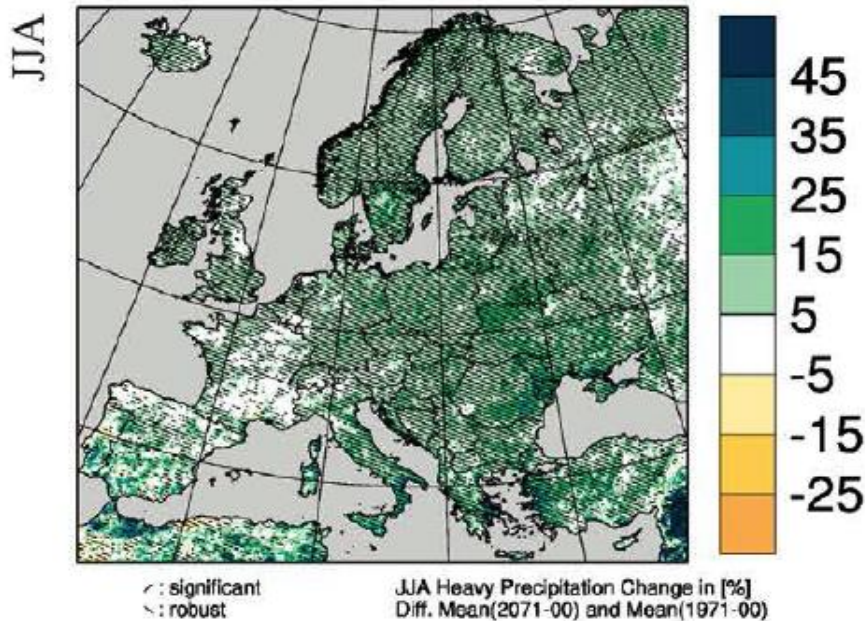 JJA
45
35
25
15
5
-5
-15
-25
: significant
: robust
JJA Heavy Precipitation Change in [%]
Diff. Mean(2071-00) and Mean(1971-00)